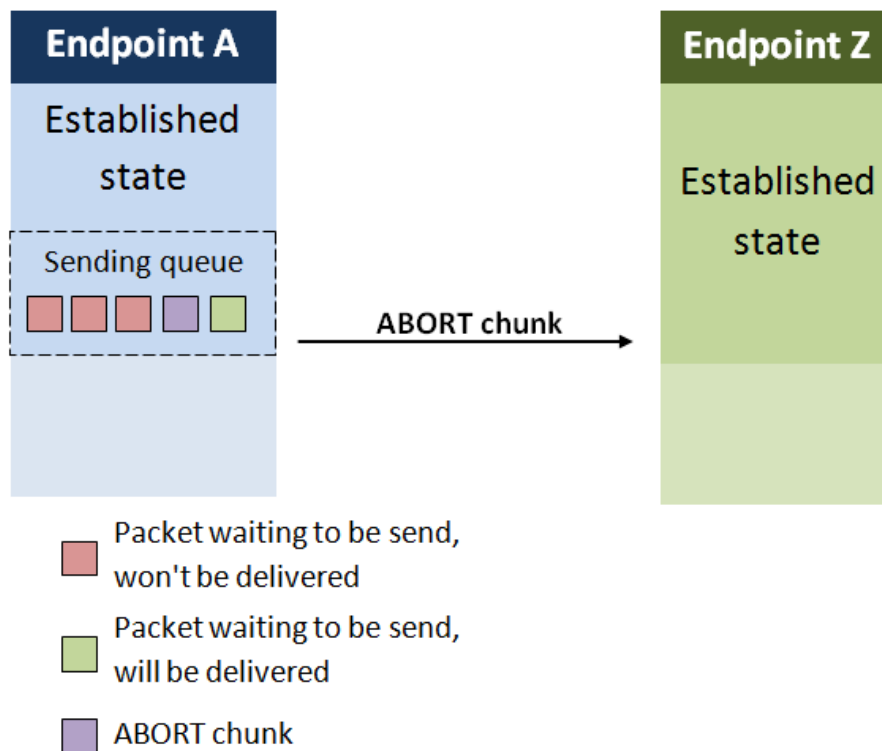 Endpoint A
Endpoint Z
Established
state
Established
state
Sending queue
ABORT chunk
Packet waiting to be send,
won't be delivered
Packet waiting to be send,
will be delivered
ABORT chunk